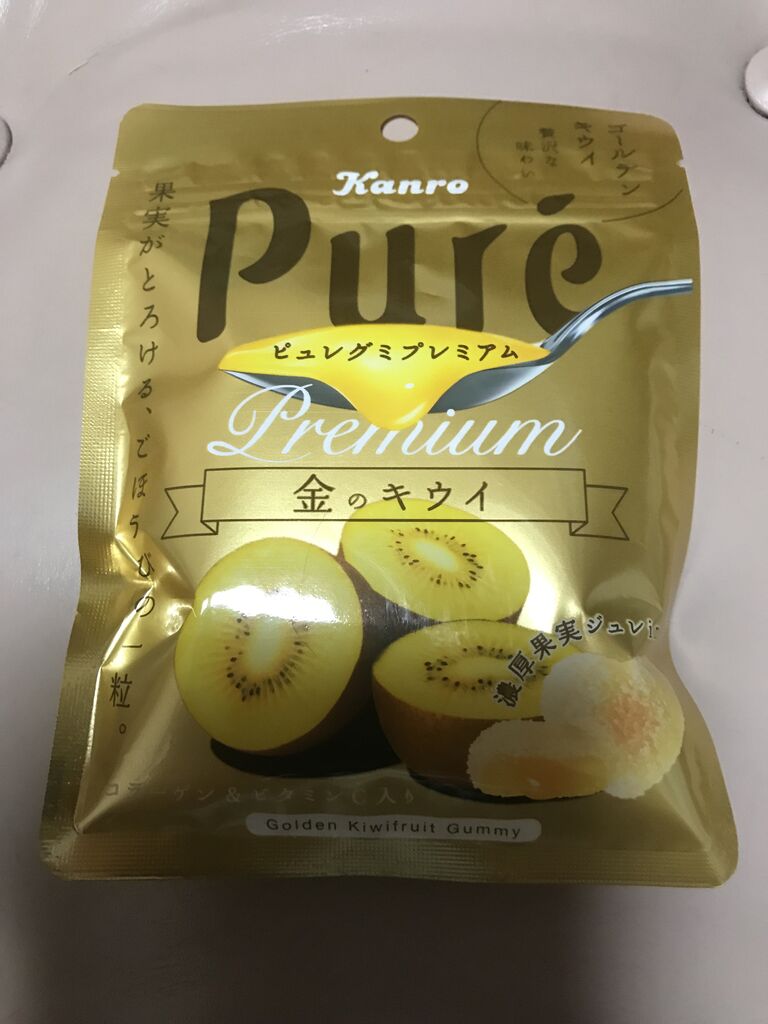 ゴールデン
キウイ
贅沢な
味わい
Kanro
Puré
ピュレグミプレミアム
Premium
金のキウイ
果実がとろける、ごほうびの一粒。
濃厚果実ジュレin
コラーゲン&ビタミンC入り
Golden Kiwifruit Gummy